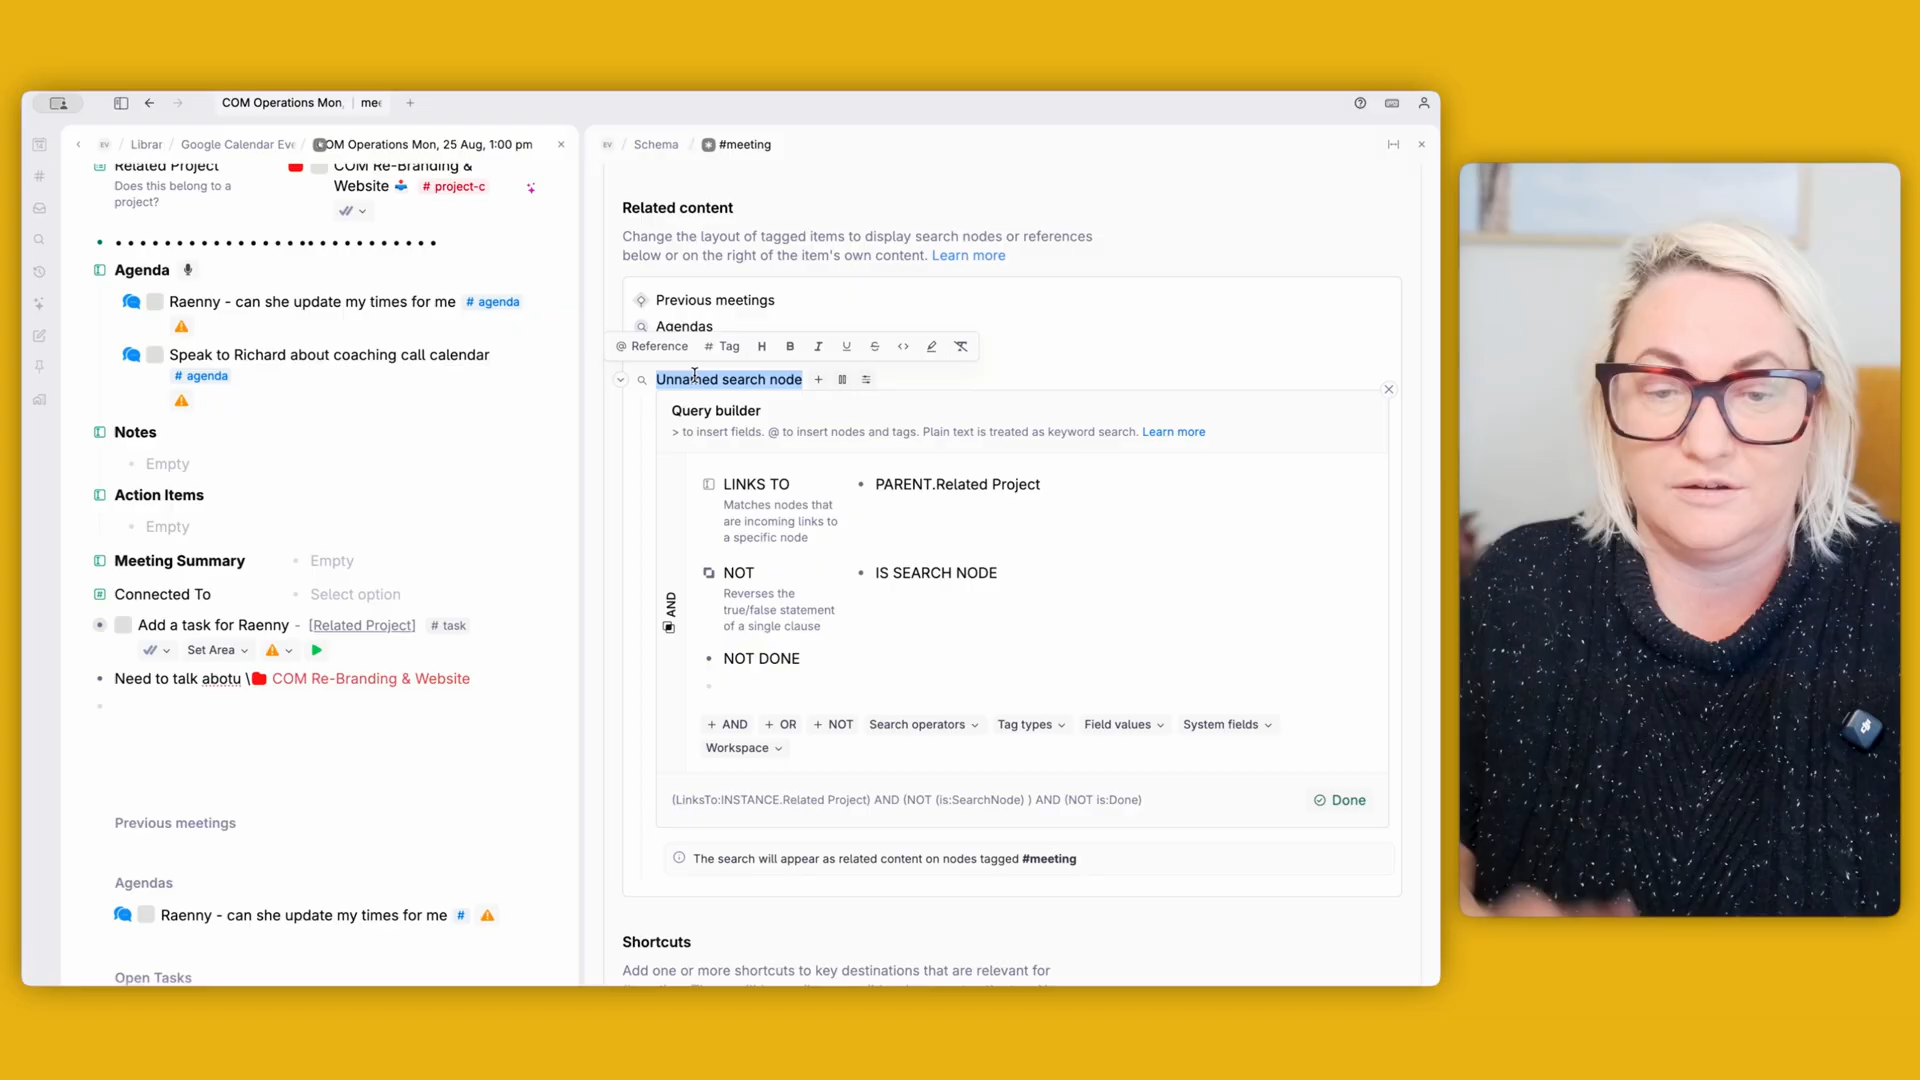 COM Operations Mon, | mee
Librar / Google Calendar Eve / COM Operations Mon, 25 Aug, 1:00 pm
Related Project
Does this belong to a
project?
COM Re-Branding &
Website # project-c
Agenda
Raenny - can she update my times for me # agenda
Speak to Richard about coaching call calendar
# agenda
Notes
Empty
Action Items
Empty
Meeting Summary Empty
Connected To Select option
Add a task for Raenny - [Related Project] # task
Set Area
Need to talk abotu \ COM Re-Branding & Website
Previous meetings
Agendas
Raenny - can she update my times for me #
Open Tasks
EV / Schema / #meeting
Related content
Change the layout of tagged items to display search nodes or references
below or on the right of the item's own content. Learn more
Previous meetings
Agendas
@ Reference # Tag H B I U S <>
Unnamed search node
Query builder
> to insert fields. @ to insert nodes and tags. Plain text is treated as keyword search. Learn more
AND
LINKS TO
Matches nodes that
are incoming links to
a specific node
PARENT.Related Project
NOT
Reverses the
true/false statement
of a single clause
IS SEARCH NODE
NOT DONE
+ AND + OR + NOT Search operators Tag types Field values System fields
Workspace
(LinksTo:INSTANCE.Related Project) AND (NOT (is:SearchNode) ) AND (NOT is:Done)
Done
The search will appear as related content on nodes tagged #meeting
Shortcuts
Add one or more shortcuts to key destinations that are relevant for